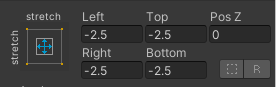 stretch
stretch
Left Top Pos Z
-2.5 -2.5 0
Right Bottom
-2.5 -2.5 R